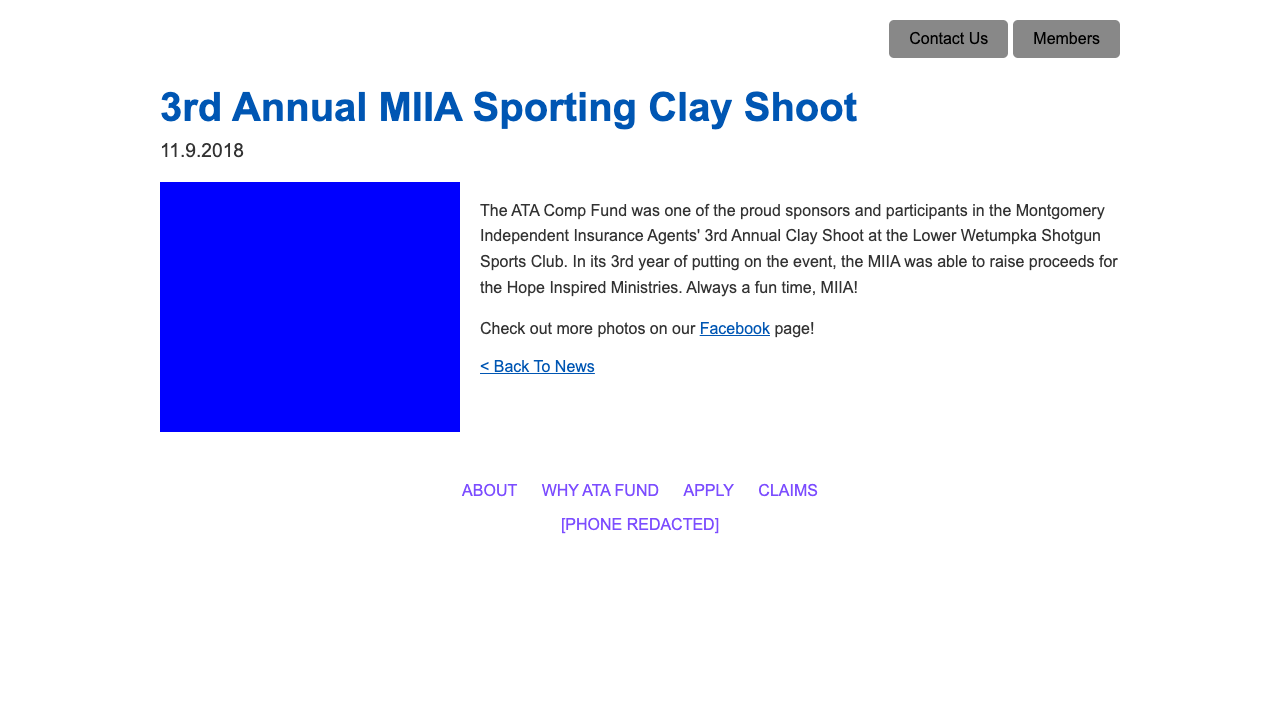 Contact Us Members
3rd Annual MIIA Sporting Clay Shoot
11.9.2018
The ATA Comp Fund was one of the proud sponsors and participants in the Montgomery
Independent Insurance Agents' 3rd Annual Clay Shoot at the Lower Wetumpka Shotgun
Sports Club. In its 3rd year of putting on the event, the MIIA was able to raise proceeds for
the Hope Inspired Ministries. Always a fun time, MIIA!
Check out more photos on our Facebook page!
< Back To News
ABOUT WHY ATA FUND APPLY CLAIMS
[PHONE REDACTED]